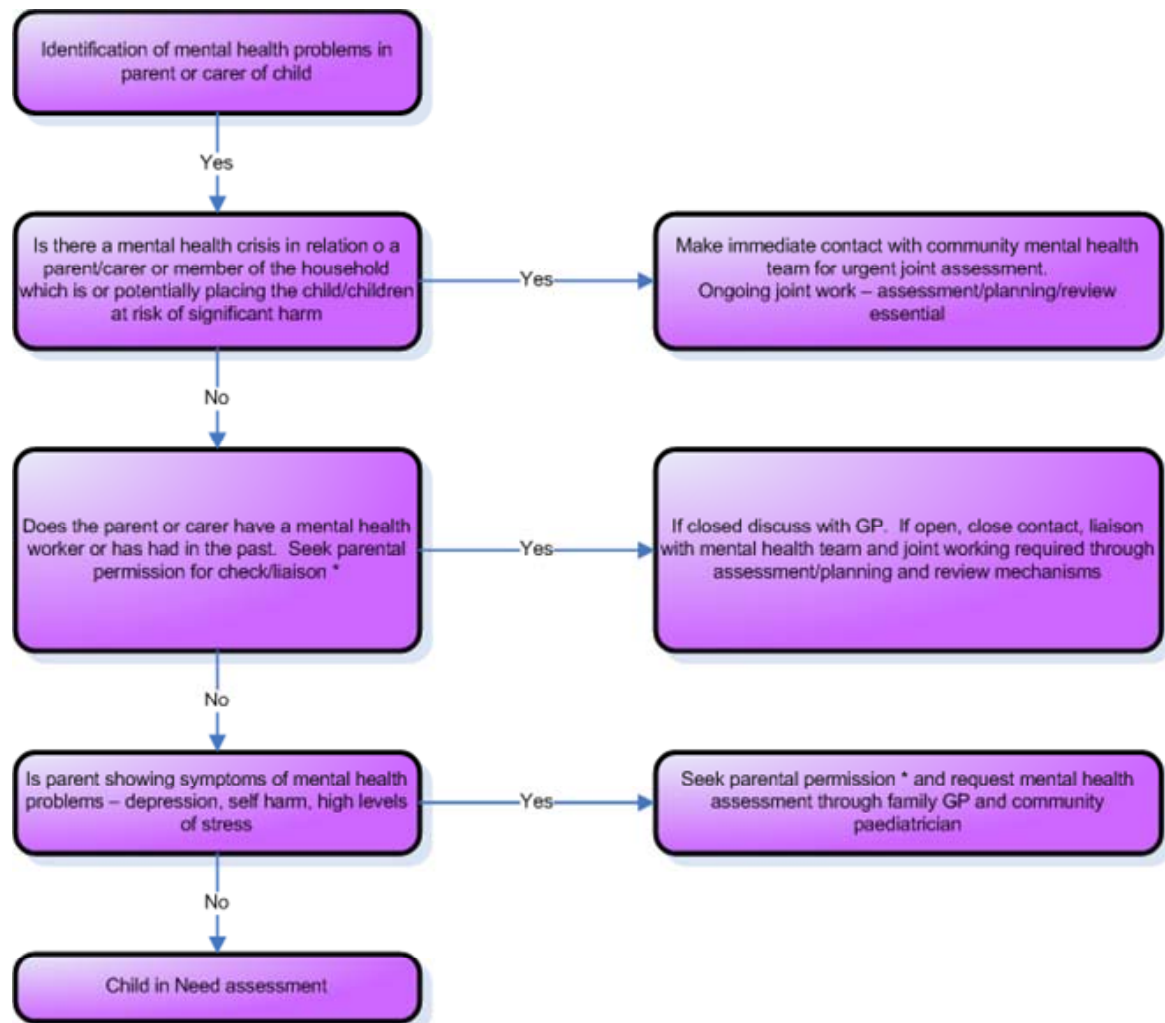 Identification of mental health problems in
parent or carer of child
Yes
Is there a mental health crisis in relation o a
parent/carer or member of the household
which is or potentially placing the child/children
at risk of significant harm
Yes
Make immediate contact with community mental health
team for urgent joint assessment.
Ongoing joint work – assessment/planning/review
essential
No
Does the parent or carer have a mental health
worker or has had in the past.  Seek parental
permission for check/liaison *
Yes
If closed discuss with GP.  If open, close contact, liaison
with mental health team and joint working required through
assessment/planning and review mechanisms
No
Is parent showing symptoms of mental health
problems – depression, self harm, high levels
of stress
Yes
Seek parental permission * and request mental health
assessment through family GP and community
paediatrician
No
Child in Need assessment